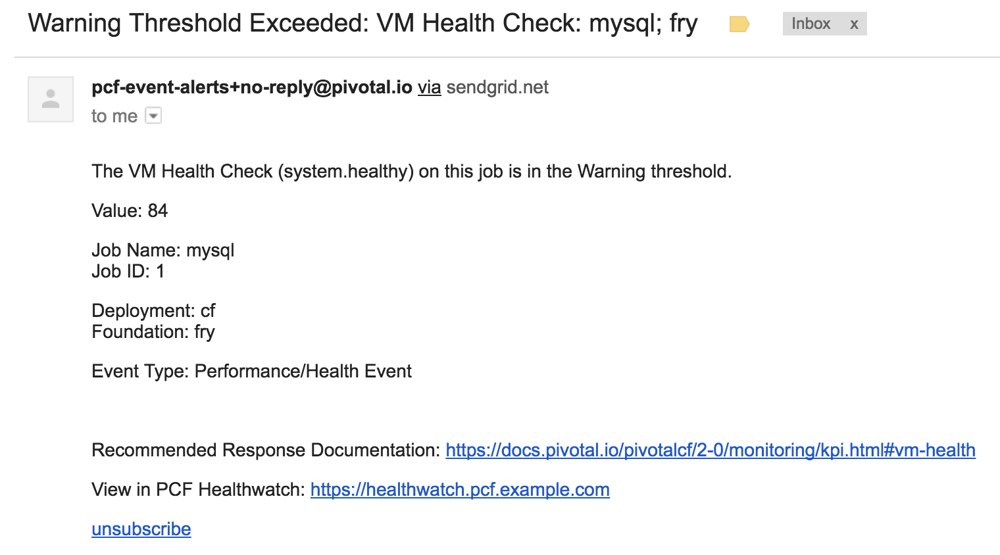 Warning Threshold Exceeded: VM Health Check: mysql; fry
Inbox x
pcf-event-alerts+no-reply@pivotal.io via sendgrid.net
to me
The VM Health Check (system.healthy) on this job is in the Warning threshold.
Value: 84
Job Name: mysql
Job ID: 1
Deployment: cf
Foundation: fry
Event Type: Performance/Health Event
Recommended Response Documentation: https://docs.pivotal.io/pivotalcf/2-0/monitoring/kpi.html#vm-health
View in PCF Healthwatch: https://healthwatch.pcf.example.com
unsubscribe